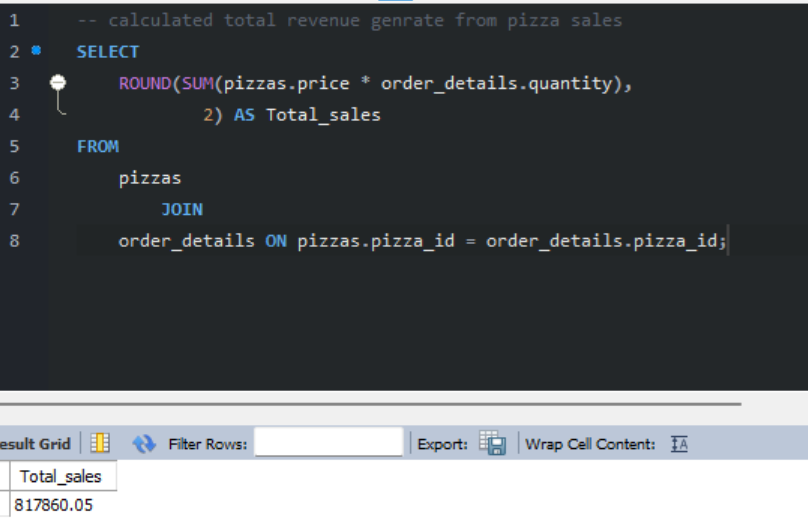 1 -- calculated total revenue genrate from pizza sales
2 SELECT
3 ROUND(SUM(pizzas.price * order_details.quantity),
4 2) AS Total_sales
5 FROM
6 pizzas
7 JOIN
8 order_details ON pizzas.pizza_id = order_details.pizza_id;
esult Grid Filter Rows: Export: Wrap Cell Content: IA
Total_sales
817860.05